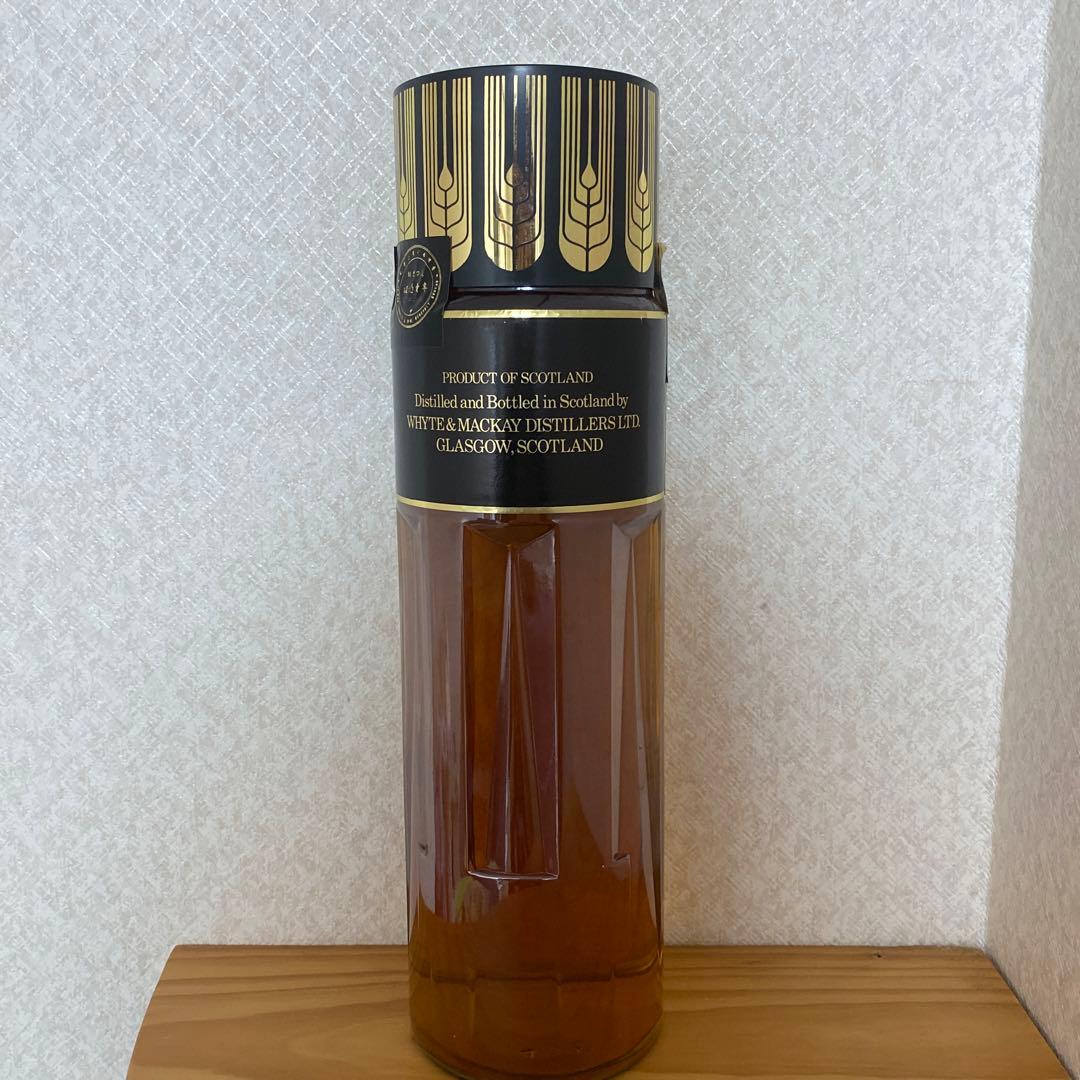 PRODUCT OF SCOTLAND
Distilled and Bottled in Scotland by
WHYTE & MACKAY DISTILLERS LTD.
GLASGOW, SCOTLAND